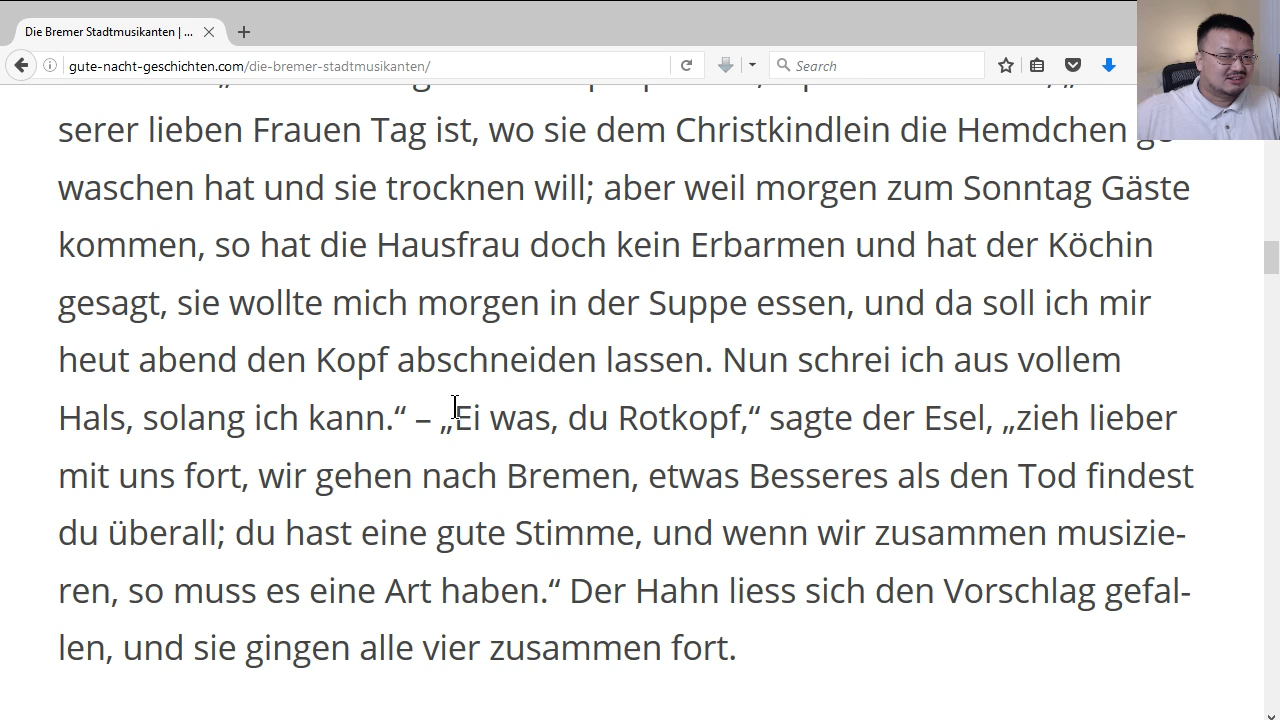 Die Bremer Stadtmusikanten | ...
gute-nacht-geschichten.com/die-bremer-stadtmusikanten/
Search
serer lieben Frauen Tag ist, wo sie dem Christkindlein die Hemdchen
waschen hat und sie trocknen will; aber weil morgen zum Sonntag Gäste
kommen, so hat die Hausfrau doch kein Erbarmen und hat der Köchin
gesagt, sie wollte mich morgen in der Suppe essen, und da soll ich mir
heut abend den Kopf abschneiden lassen. Nun schrei ich aus vollem
Hals, solang ich kann.“ – „Ei was, du Rotkopf,“ sagte der Esel, „zieh lieber
mit uns fort, wir gehen nach Bremen, etwas Besseres als den Tod findest
du überall; du hast eine gute Stimme, und wenn wir zusammen musizie-
ren, so muss es eine Art haben.“ Der Hahn liess sich den Vorschlag gefal-
len, und sie gingen alle vier zusammen fort.